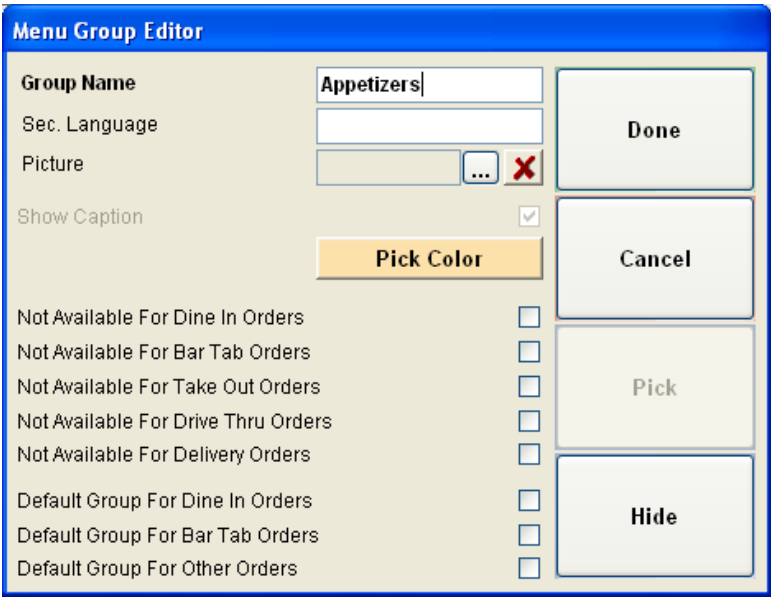 Menu Group Editor
Group Name
Appetizers
Sec. Language
Picture
...
Show Caption
Pick Color
Not Available For Dine In Orders
Not Available For Bar Tab Orders
Not Available For Take Out Orders
Not Available For Drive Thru Orders
Not Available For Delivery Orders
Default Group For Dine In Orders
Default Group For Bar Tab Orders
Default Group For Other Orders
Done
Cancel
Pick
Hide